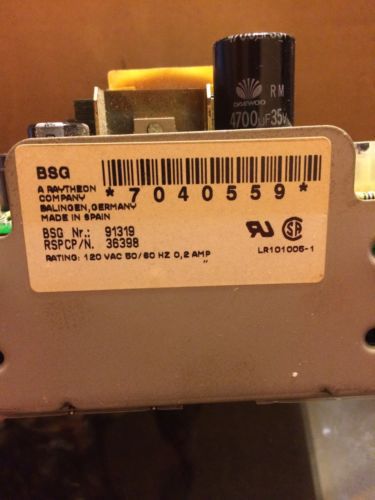 DAEWOO
RM
4700µF35V
BSG
A RAYTHEON
COMPANY
BALINGEN, GERMANY
MADE IN SPAIN
*7040559*
BSG Nr.: 91319
RSPCP/N. 36398
RATING: 120 VAC 50/60 HZ 0,2 AMP
LR101005-1